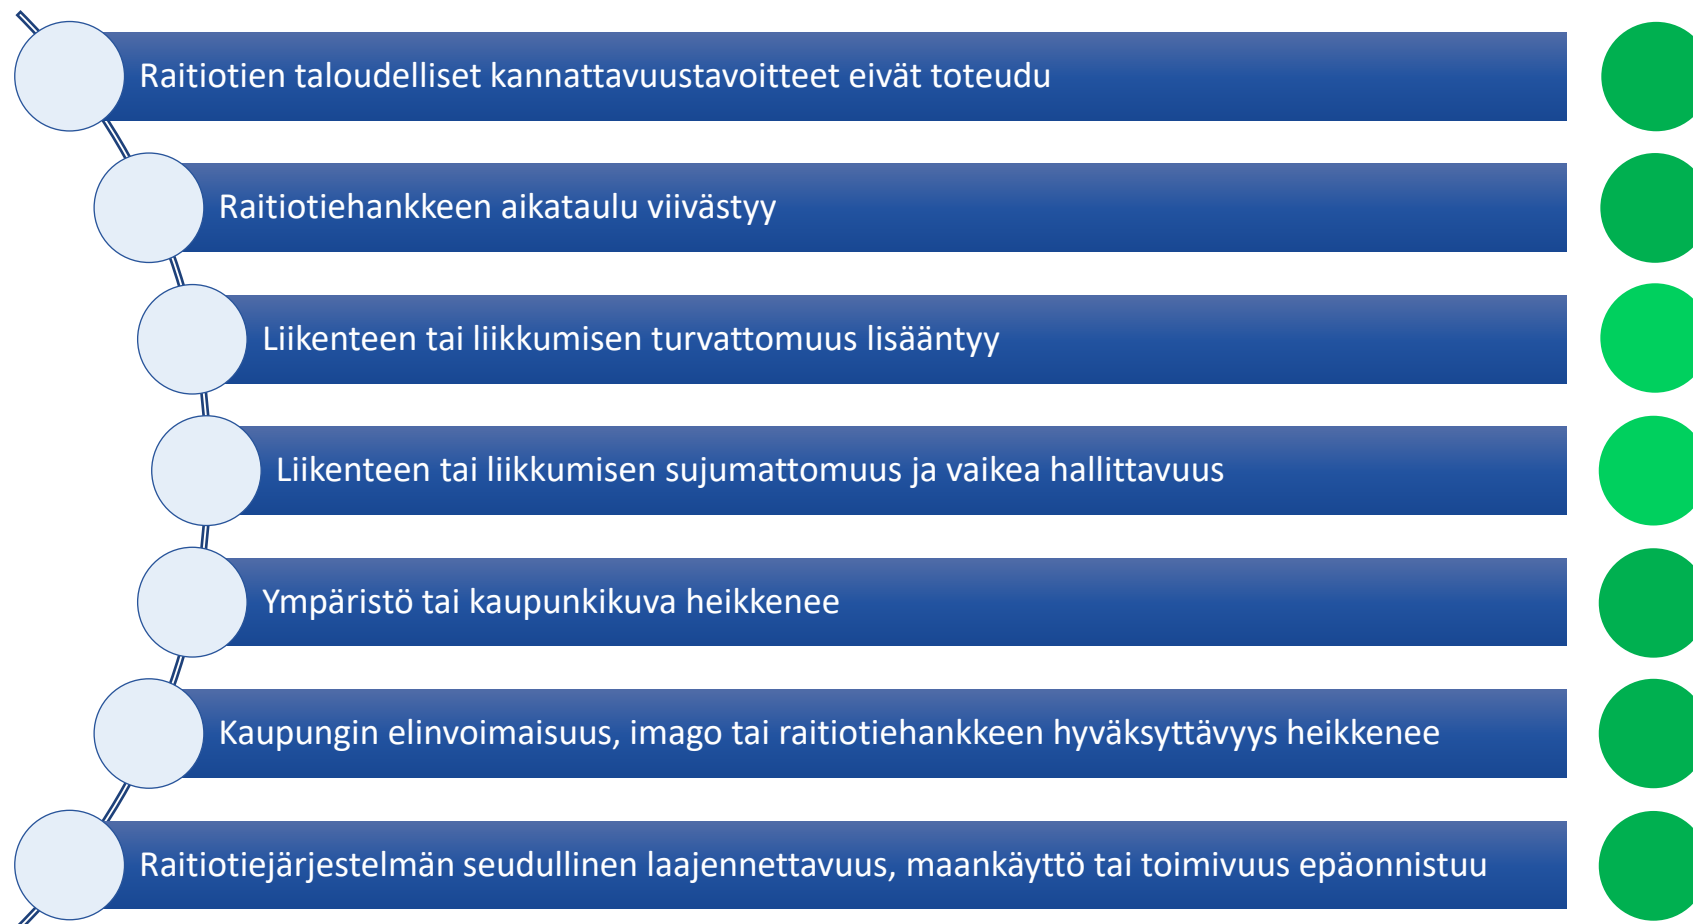 Raitiotien taloudelliset kannattavuustavoitteet eivät toteudu
Raitiotiehankkeen aikataulu viivästyy
Liikenteen tai liikkumisen turvattomuus lisääntyy
Liikenteen tai liikkumisen sujumattomuus ja vaikea hallittavuus
Ympäristö tai kaupunkikuva heikkenee
Kaupungin elinvoimaisuus, imago tai raitiotiehankkeen hyväksyttävyys heikkenee
Raitiotiejärjestelmän seudullinen laajennettavuus, maankäyttö tai toimivuus epäonnistuu